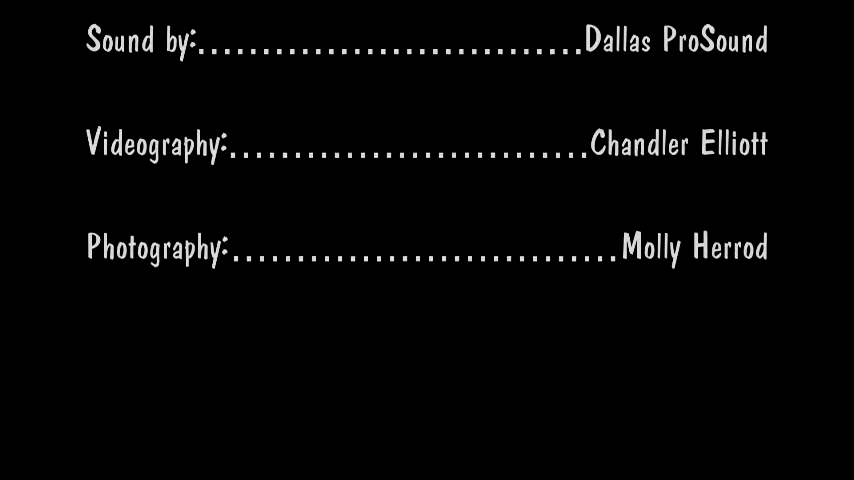 Sound by:..............................Dallas ProSound
Videography:............................Chandler Elliott
Photography:..............................Molly Herrod